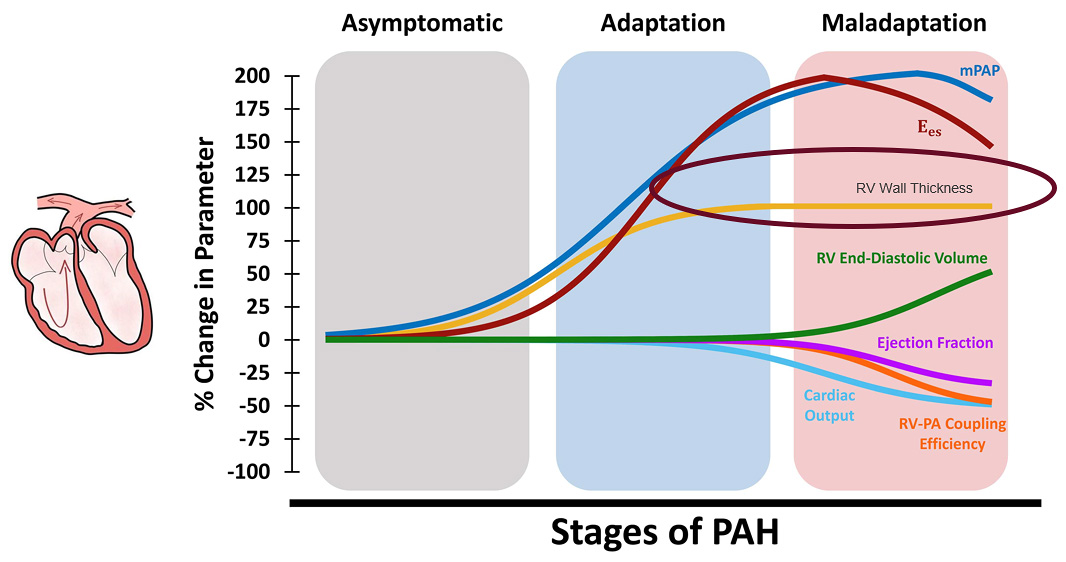 Asymptomatic
Adaptation
Maladaptation
% Change in Parameter
200
175
150
125
100
75
50
25
0
-25
-50
-75
-100
mPAP
Ees
RV Wall Thickness
RV End-Diastolic Volume
Ejection Fraction
Cardiac
Output
RV-PA Coupling
Efficiency
Stages of PAH